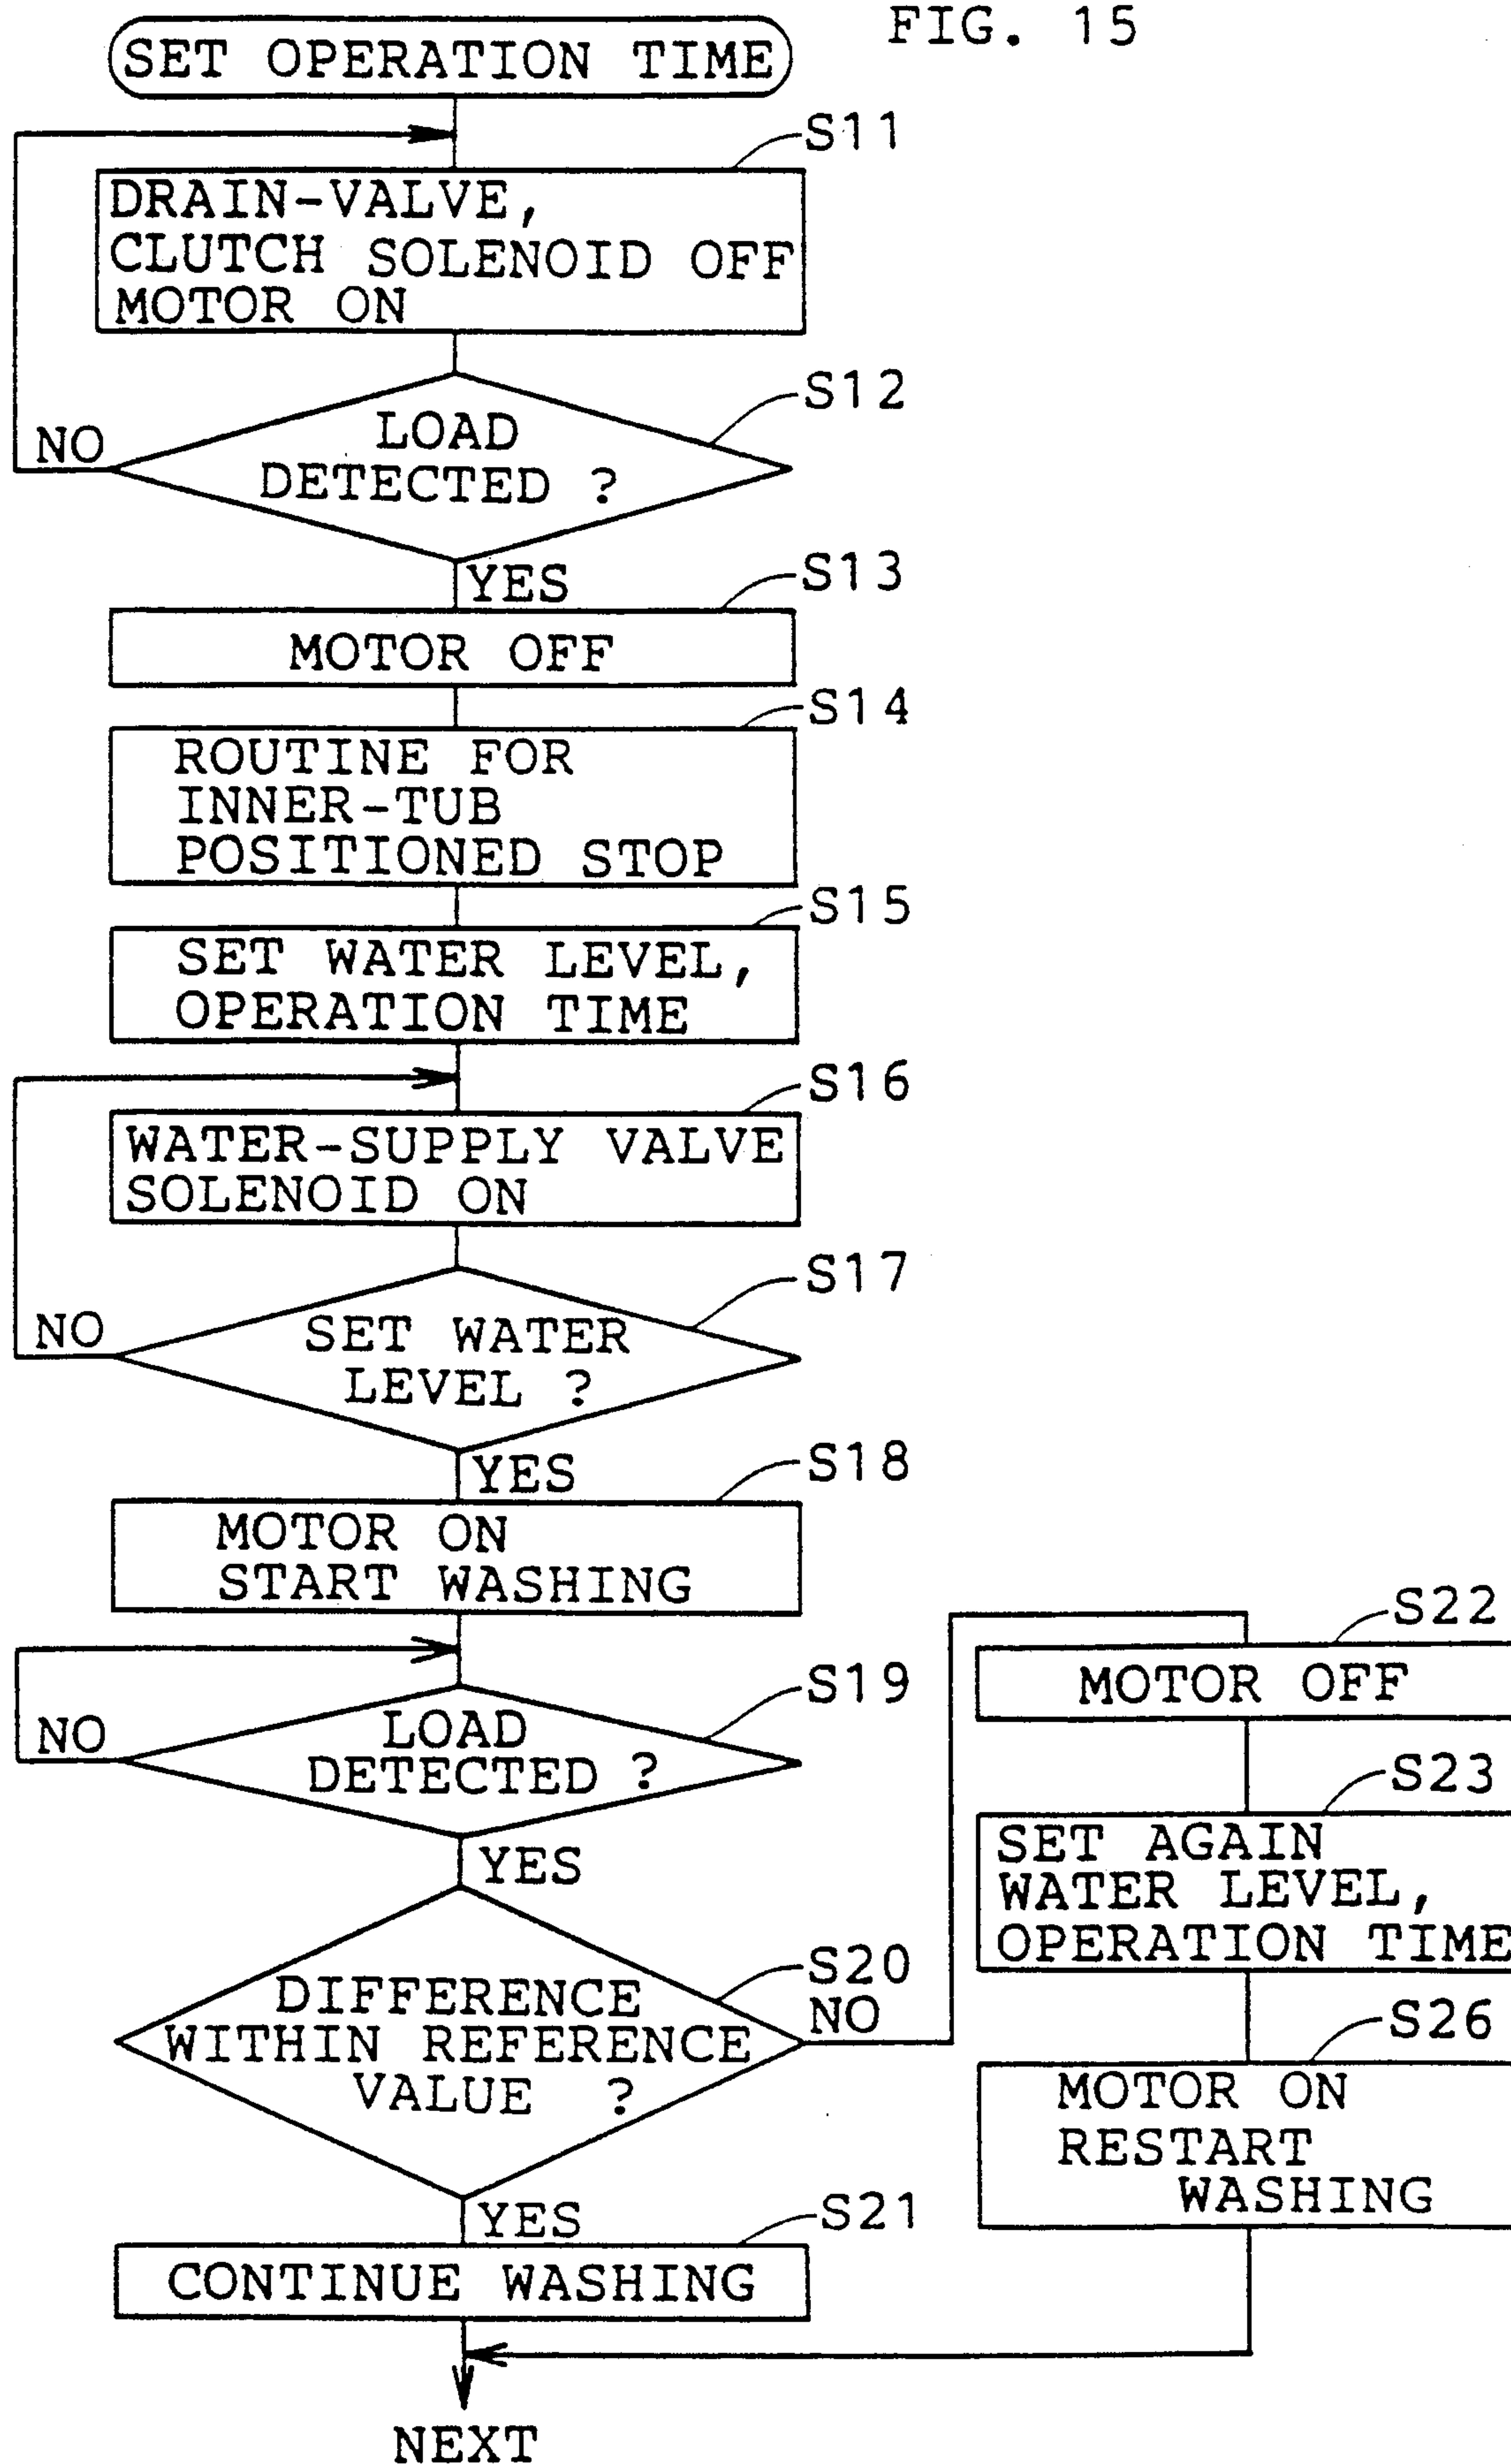 FIG. 15
SET OPERATION TIME
S11
DRAIN-VALVE,
CLUTCH SOLENOID OFF
MOTOR ON
S12
LOAD
DETECTED ?
NO
YES
S13
MOTOR OFF
S14
ROUTINE FOR
INNER-TUB
POSITIONED STOP
S15
SET WATER LEVEL,
OPERATION TIME
S16
WATER-SUPPLY VALVE
SOLENOID ON
S17
SET WATER
LEVEL ?
NO
YES
S18
MOTOR ON
START WASHING
S19
LOAD
DETECTED ?
NO
YES
S20
DIFFERENCE
WITHIN REFERENCE
VALUE ?
NO
YES
S21
CONTINUE WASHING
S22
MOTOR OFF
S23
SET AGAIN
WATER LEVEL,
OPERATION TIME
S26
MOTOR ON
RESTART
WASHING
NEXT